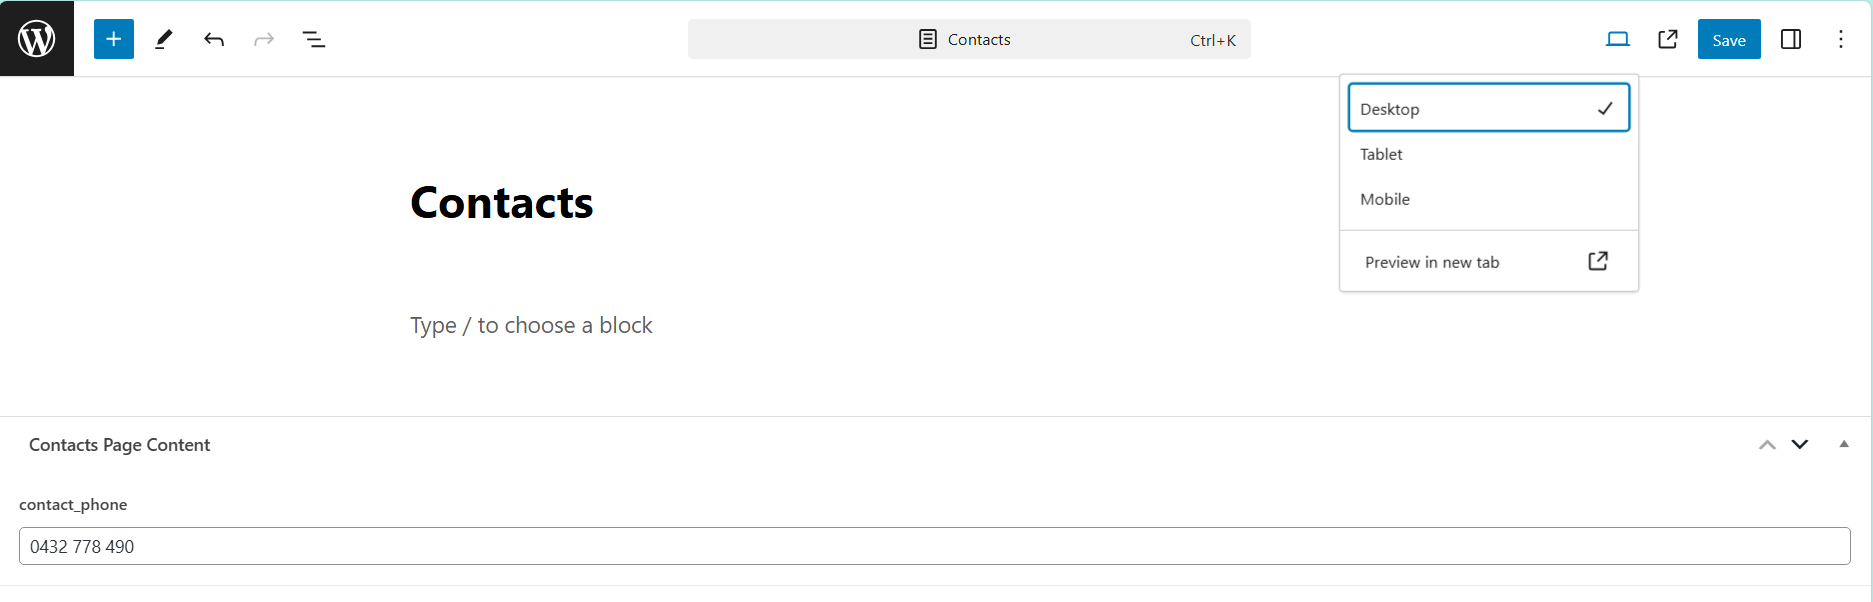 Contacts Ctrl+K Save
Desktop
Tablet
Mobile
Preview in new tab
Contacts
Type / to choose a block
Contacts Page Content
contact_phone
0432 778 490